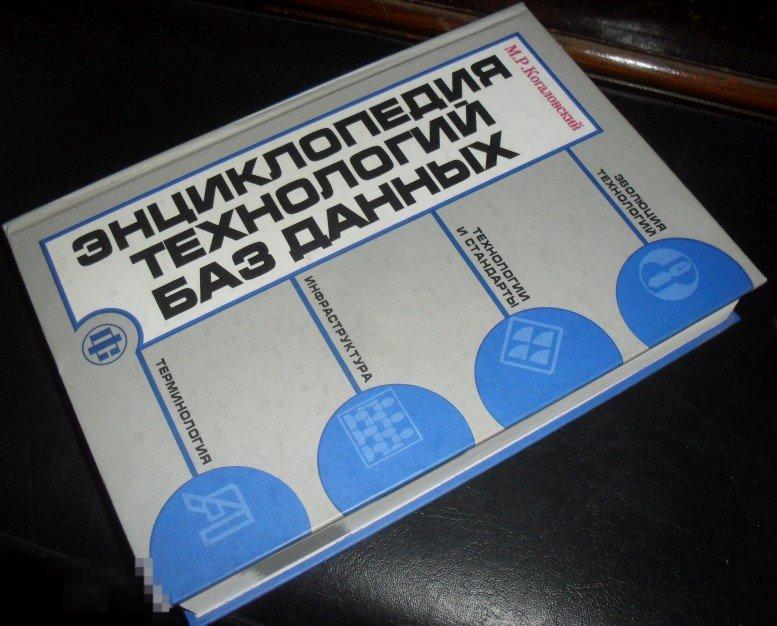 М.Р.Когаловский
ЭНЦИКЛОПЕДИЯ
ТЕХНОЛОГИЙ
БАЗ ДАННЫХ
ТЕРМИНОЛОГИЯ
ИНФРАСТРУКТУРА
ТЕХНОЛОГИИ
И СТАНДАРТЫ
ЭВОЛЮЦИЯ
ТЕХНОЛОГИЙ